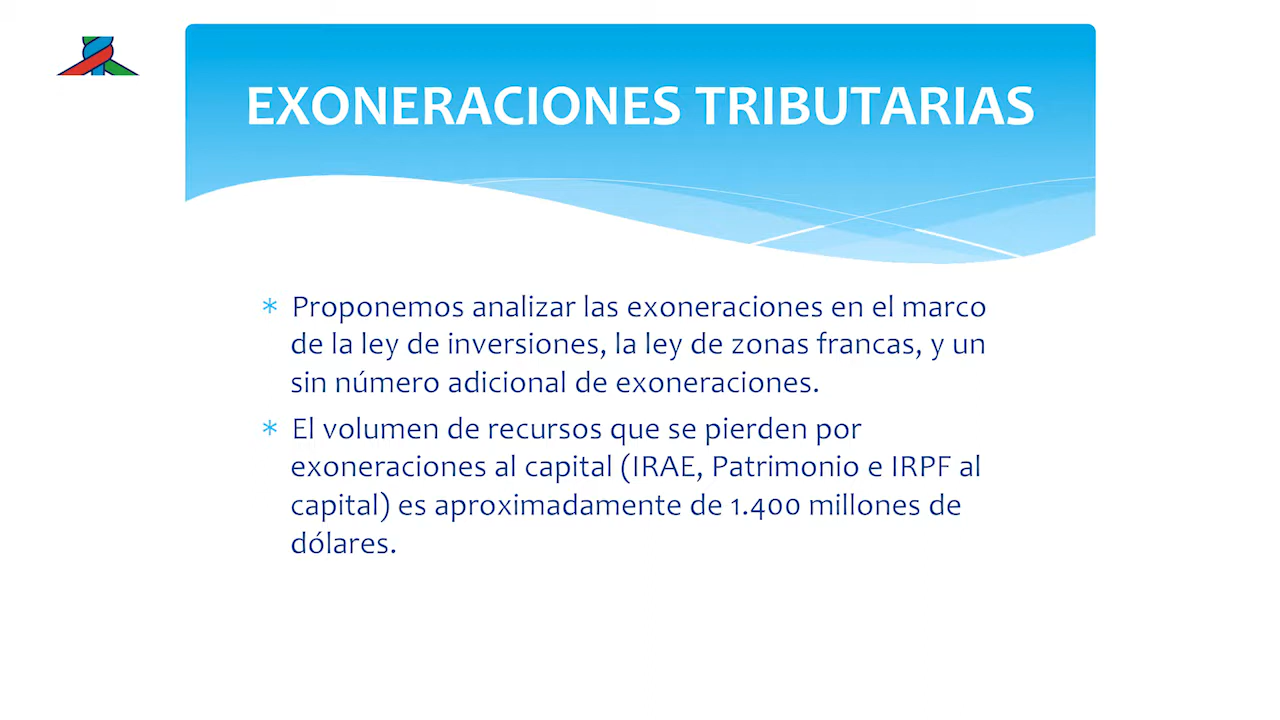 EXONERACIONES TRIBUTARIAS
* Proponemos analizar las exoneraciones en el marco
de la ley de inversiones, la ley de zonas francas, y un
sin número adicional de exoneraciones.
* El volumen de recursos que se pierden por
exoneraciones al capital (IRAE, Patrimonio e IRPF al
capital) es aproximadamente de 1.400 millones de
dólares.